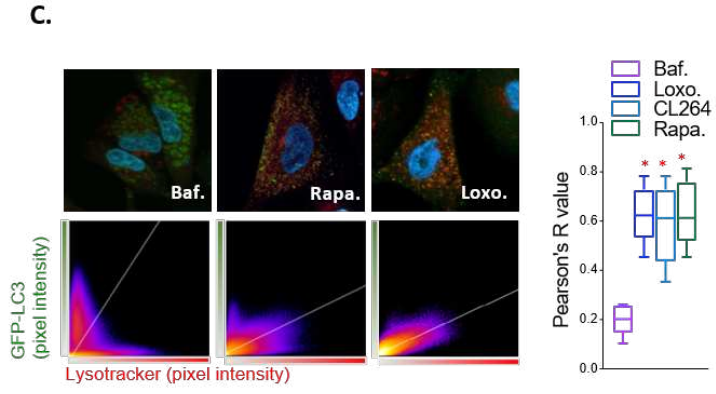 C.
Baf.
Rapa.
Loxo.
GFP-LC3
(pixel intensity)
Lysotracker (pixel intensity)
Baf.
Loxo.
CL264
Rapa.
Pearson's R value
1.0
0.8
0.6
0.4
0.2
0.0
* * *